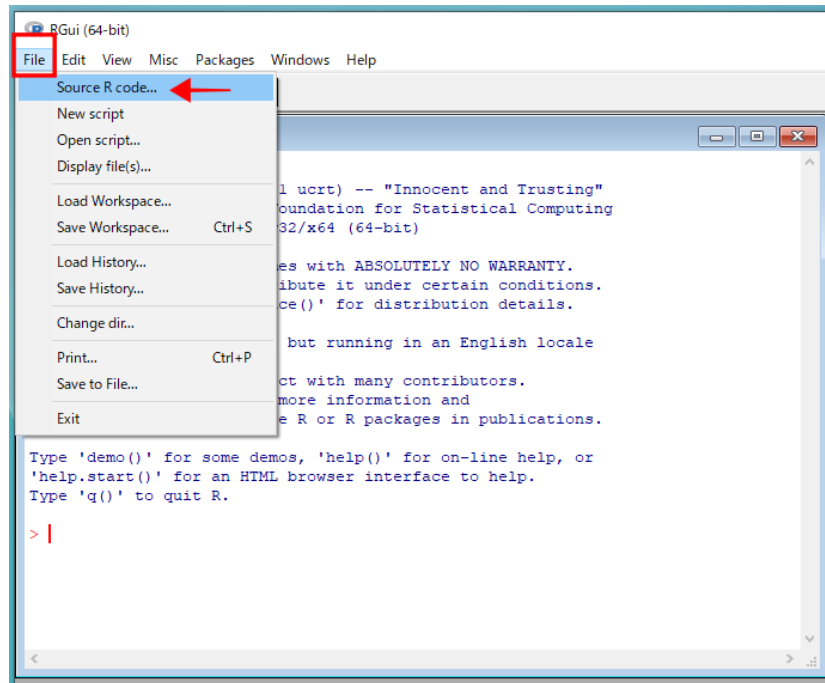 RGui (64-bit)
File Edit View Misc Packages Windows Help
Source R code...
New script
Open script...
Display file(s)...
Load Workspace...
Save Workspace... Ctrl+S
Load History...
Save History...
Change dir...
Print... Ctrl+P
Save to File...
Exit
ucrt) -- "Innocent and Trusting"
oundation for Statistical Computing
32/x64 (64-bit)
es with ABSOLUTELY NO WARRANTY.
ibute it under certain conditions.
ce()' for distribution details.
but running in an English locale
ct with many contributors.
more information and
e R or R packages in publications.
Type 'demo()' for some demos, 'help()' for on-line help, or
'help.start()' for an HTML browser interface to help.
Type 'q()' to quit R.
>